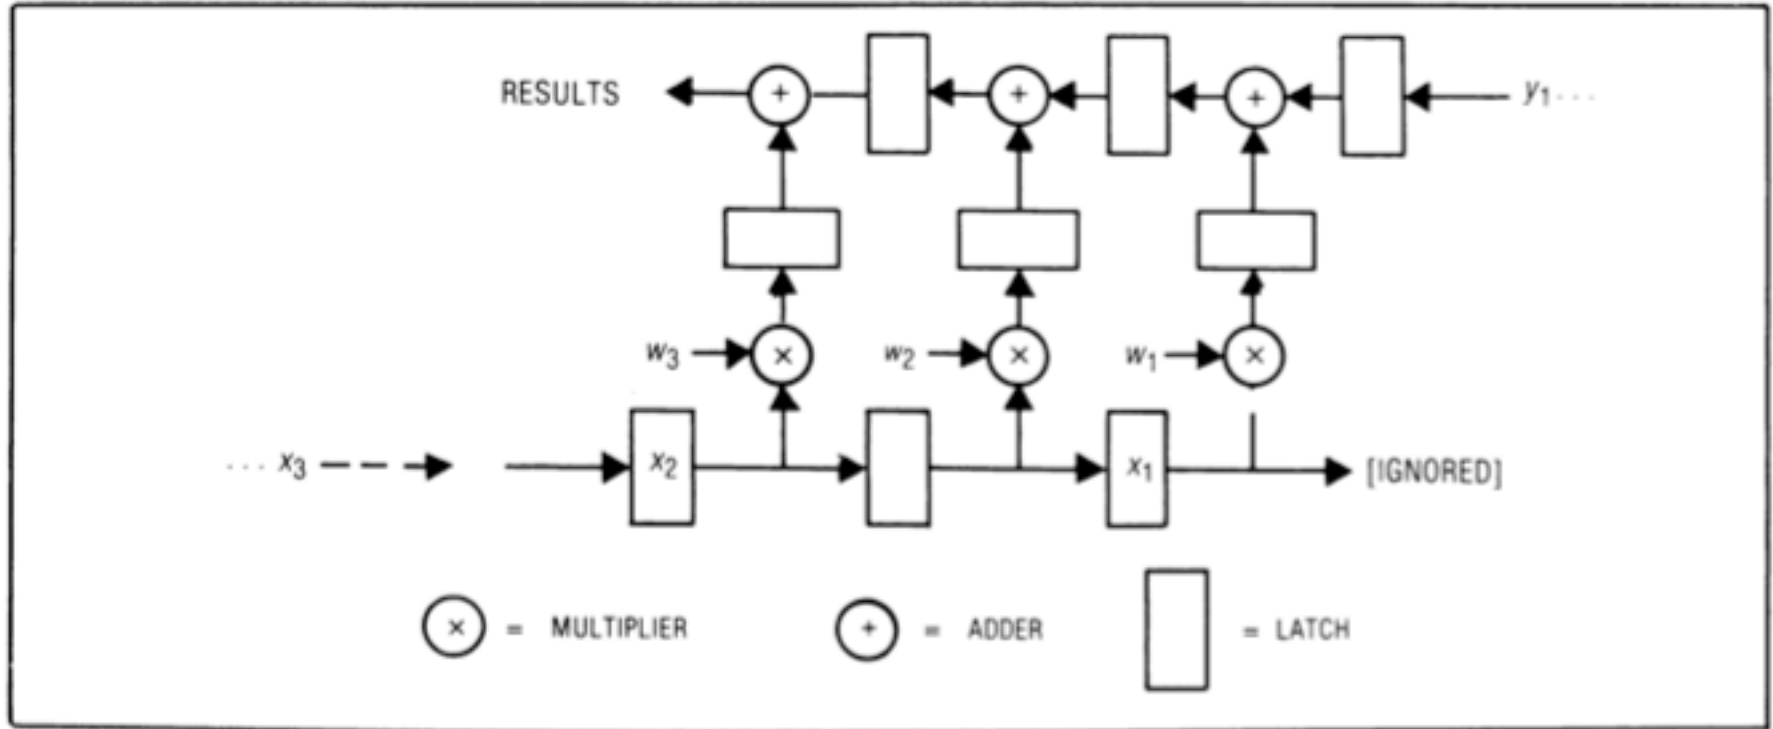 RESULTS ← + + + y₁ ···
w₃ × w₂ × w₁ ×
··· x₃ x₂ x₁ [IGNORED]
× = MULTIPLIER + = ADDER = LATCH